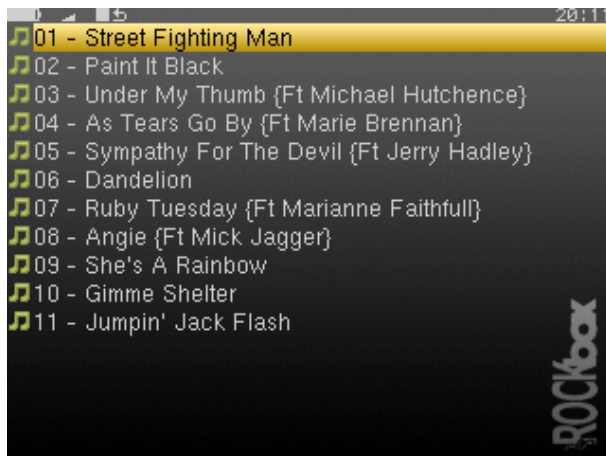 20:11
01 - Street Fighting Man
02 - Paint It Black
03 - Under My Thumb {Ft Michael Hutchence}
04 - As Tears Go By {Ft Marie Brennan}
05 - Sympathy For The Devil {Ft Jerry Hadley}
06 - Dandelion
07 - Ruby Tuesday {Ft Marianne Faithfull}
08 - Angie {Ft Mick Jagger}
09 - She's A Rainbow
10 - Gimme Shelter
11 - Jumpin' Jack Flash
ROCKbox